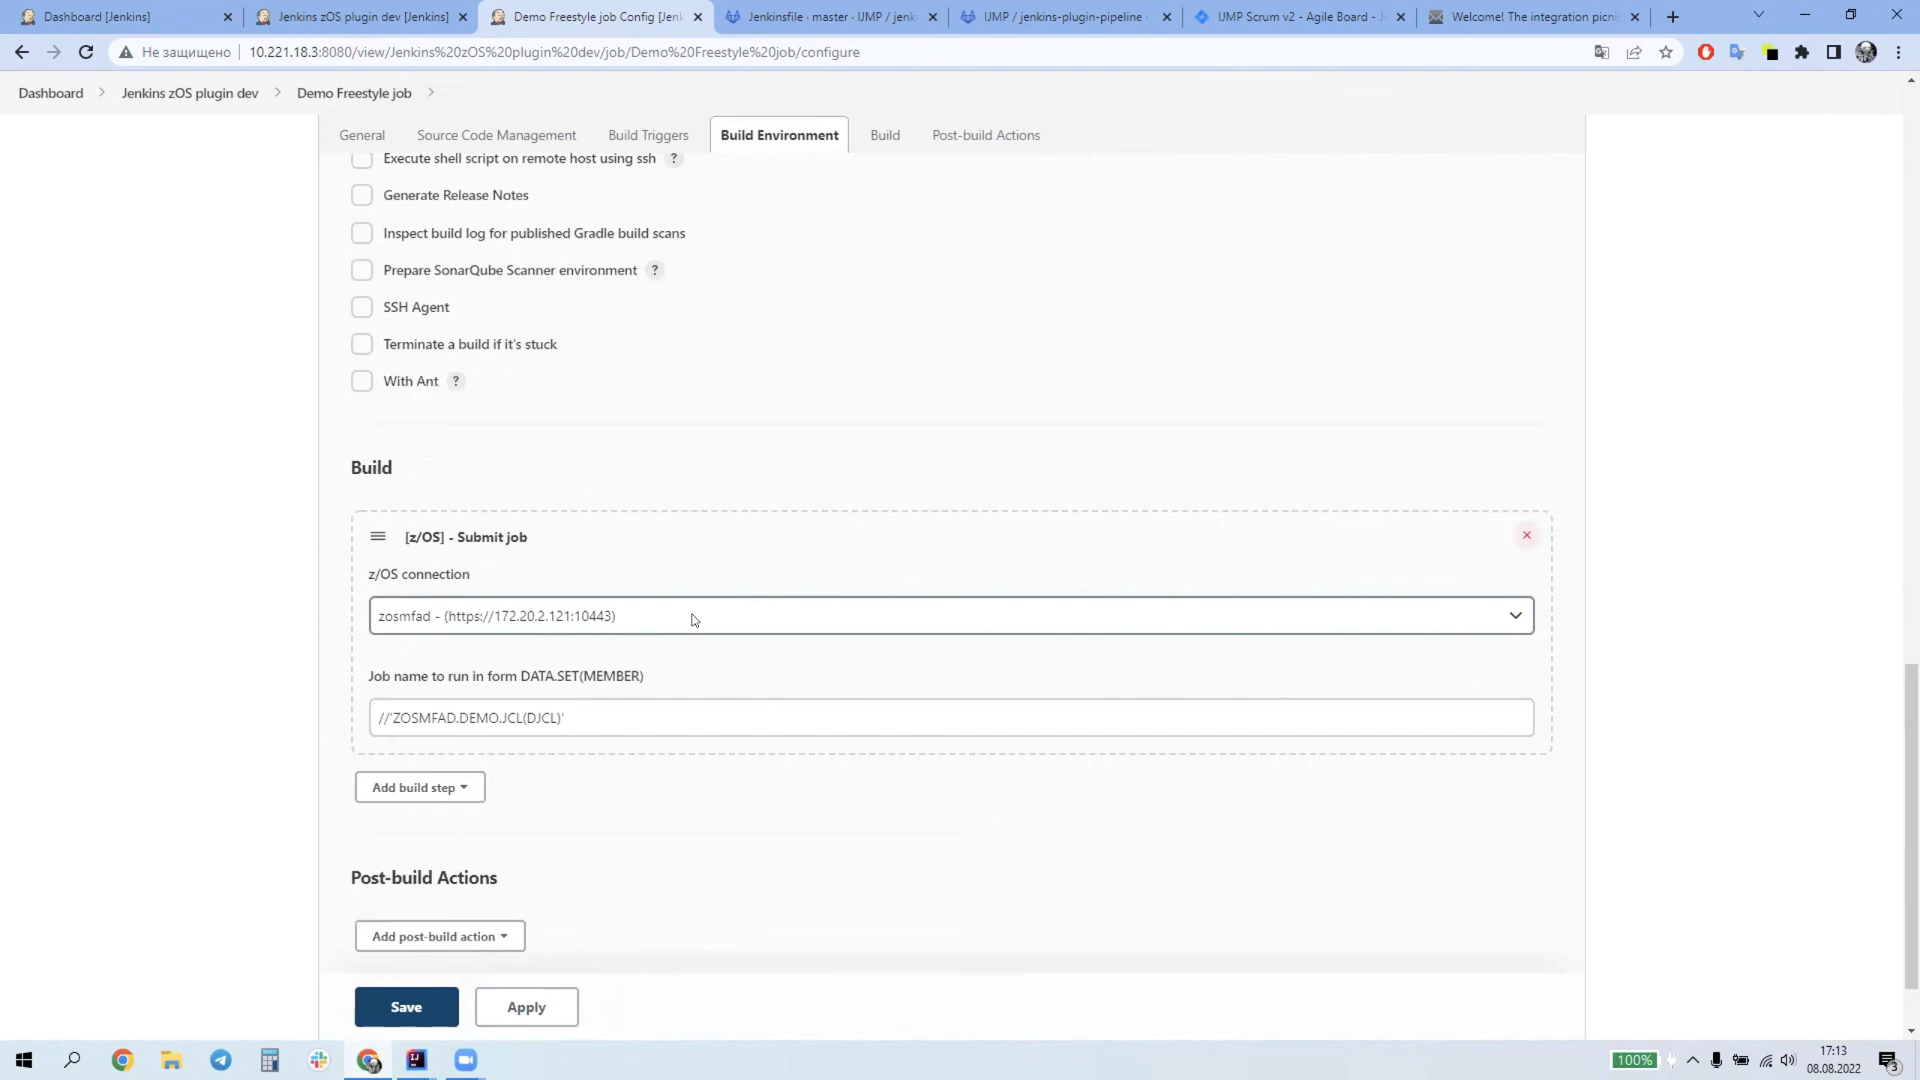 Dashboard [Jenkins]
Jenkins zOS plugin dev [Jenkins]
Demo Freestyle job Config [Jenk
Jenkinsfile · master · IJMP / jenk
IJMP / jenkins-plugin-pipeline ·
IJMP Scrum v2 - Agile Board - Ji
Welcome! The integration picnic
Не защищено
10.221.18.3:8080/view/Jenkins%20zOS%20plugin%20dev/job/Demo%20Freestyle%20job/configure
Dashboard
Jenkins zOS plugin dev
Demo Freestyle job
General
Source Code Management
Build Triggers
Build Environment
Build
Post-build Actions
Execute shell script on remote host using ssh ?
Generate Release Notes
Inspect build log for published Gradle build scans
Prepare SonarQube Scanner environment ?
SSH Agent
Terminate a build if it's stuck
With Ant ?
Build
[z/OS] - Submit job
z/OS connection
zosmfad - (https://172.20.2.121:10443)
Job name to run in form DATA.SET(MEMBER)
//'ZOSMFAD.DEMO.JCL(DJCL)'
Add build step
Post-build Actions
Add post-build action
Save
Apply
100%
17:13
08.08.2022
3